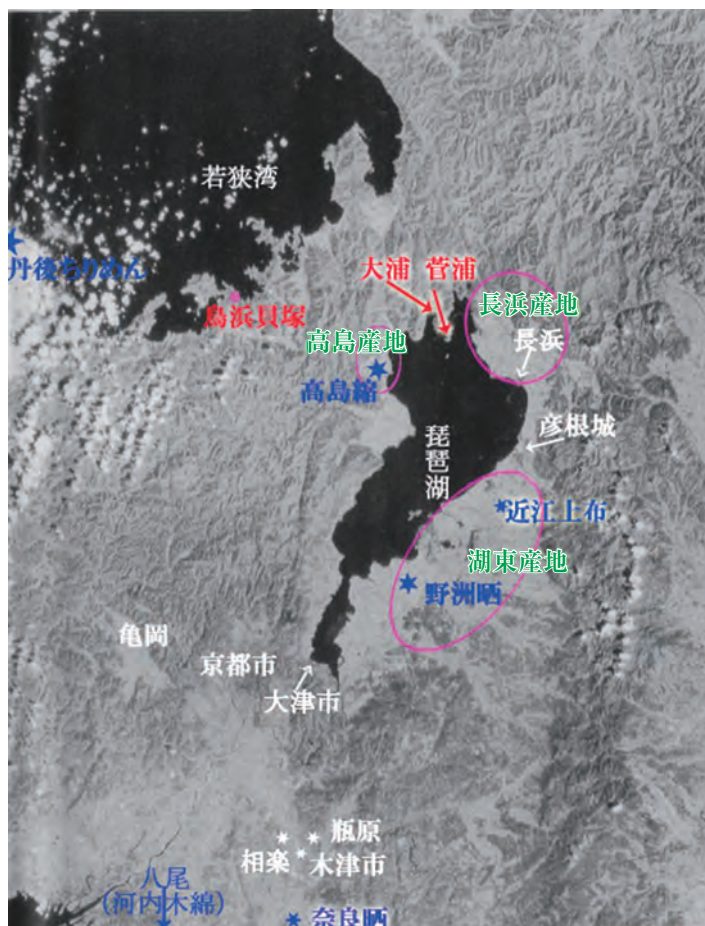 若狭湾
丹後ちりめん
大浦 菅浦
鳥浜貝塚
長浜産地
高島産地
長浜
高島縮
彦根城
琵琶湖
近江上布
湖東産地
野洲晒
亀岡
京都市
大津市
瓶原
相楽
木津市
八尾
(河内木綿)
奈良晒